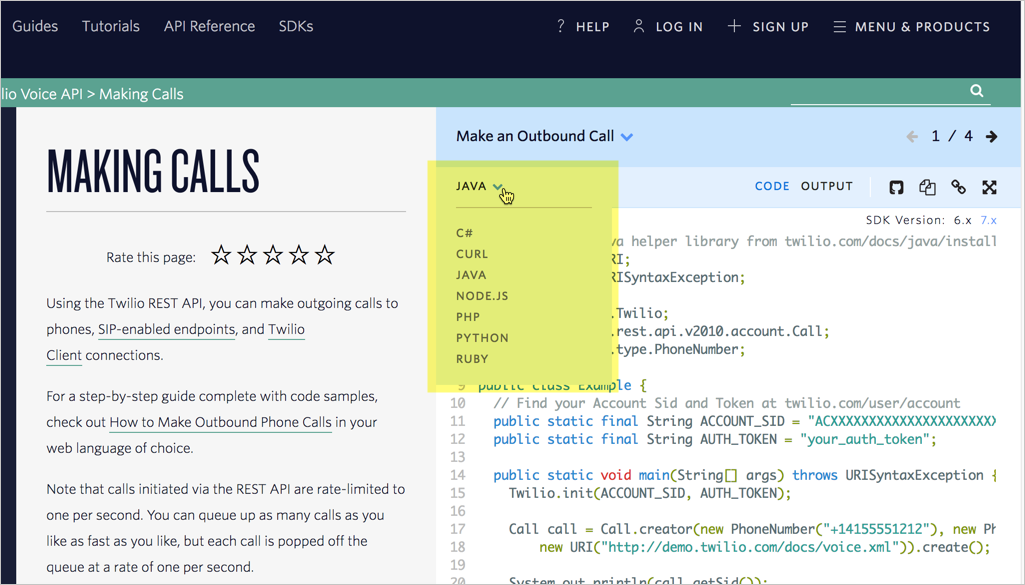 Guides Tutorials API Reference SDKs ? HELP LOG IN + SIGN UP MENU & PRODUCTS
lio Voice API > Making Calls
MAKING CALLS
Rate this page:
Using the Twilio REST API, you can make outgoing calls to
phones, SIP-enabled endpoints, and Twilio
Client connections.
For a step-by-step guide complete with code samples,
check out How to Make Outbound Phone Calls in your
web language of choice.
Note that calls initiated via the REST API are rate-limited to
one per second. You can queue up as many calls as you
like as fast as you like, but each call is popped off the
queue at a rate of one per second.
Make an Outbound Call 1 / 4
JAVA CODE OUTPUT
SDK Version: 6.x 7.x
C#
CURL
JAVA
NODE.JS
PHP
PYTHON
RUBY
va helper library from twilio.com/docs/java/install
RI;
RISyntaxException;
.Twilio;
.rest.api.v2010.account.Call;
.type.PhoneNumber;
9 public class Example {
10 // Find your Account Sid and Token at twilio.com/user/account
11 public static final String ACCOUNT_SID = "ACXXXXXXXXXXXXXXXXXXXXXXX
12 public static final String AUTH_TOKEN = "your_auth_token";
13
14 public static void main(String[] args) throws URISyntaxException {
15 Twilio.init(ACCOUNT_SID, AUTH_TOKEN);
16
17 Call call = Call.creator(new PhoneNumber("+14155551212"), new Ph
18 new URI("http://demo.twilio.com/docs/voice.xml")).create();
19
20 System.out.println(call.getSid());